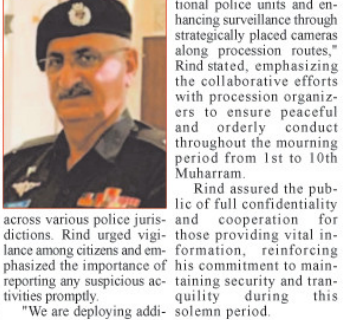 across various police juris-
dictions. Rind urged vigi-
lance among citizens and em-
phasized the importance of
reporting any suspicious ac-
tivities promptly.
"We are deploying addi-
tional police units and en-
hancing surveillance through
strategically placed cameras
along procession routes,"
Rind stated, emphasizing
the collaborative efforts
with procession organiz-
ers to ensure peaceful
and orderly conduct
throughout the mourning
period from 1st to 10th
Muharram.
Rind assured the pub-
lic of full confidentiality
and cooperation for
those providing vital in-
formation, reinforcing
his commitment to main-
taining security and tran-
quility during this
solemn period.